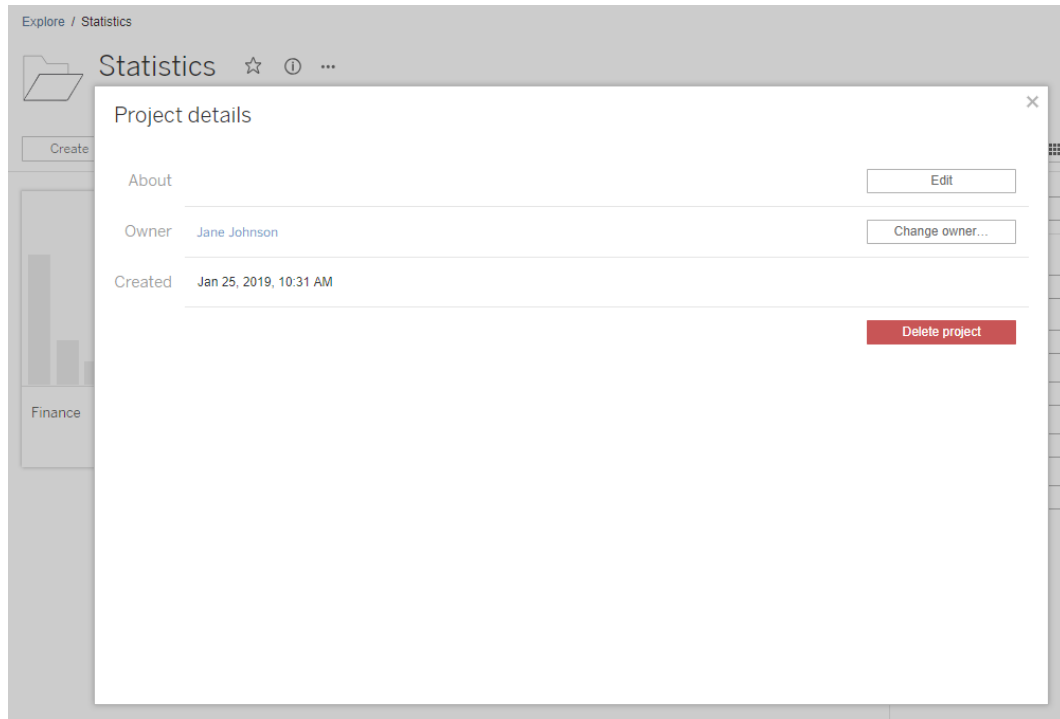 Explore / Statistics
Statistics
Project details
Create
About
Edit
Owner Jane Johnson
Change owner...
Created Jan 25, 2019, 10:31 AM
Delete project
Finance